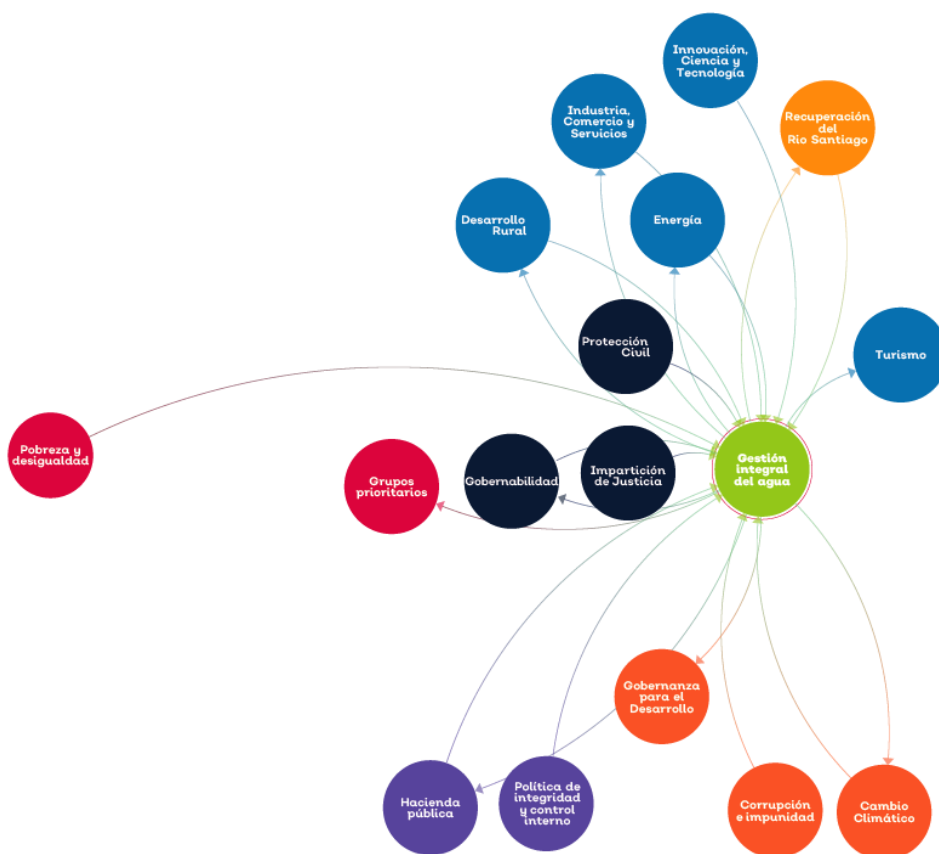 Innovación,
Ciencia y
Tecnología
Industria,
Comercio y
Servicios
Recuperación
del
Río Santiago
Desarrollo
Rural
Energía
Protección
Civil
Turismo
Pobreza y
desigualdad
Grupos
prioritarios
Gobernabilidad
Impartición
de Justicia
Gestión
integral
del agua
Gobernanza
para el
Desarrollo
Hacienda
pública
Política de
integridad
y control
interno
Corrupción
e impunidad
Cambio
Climático